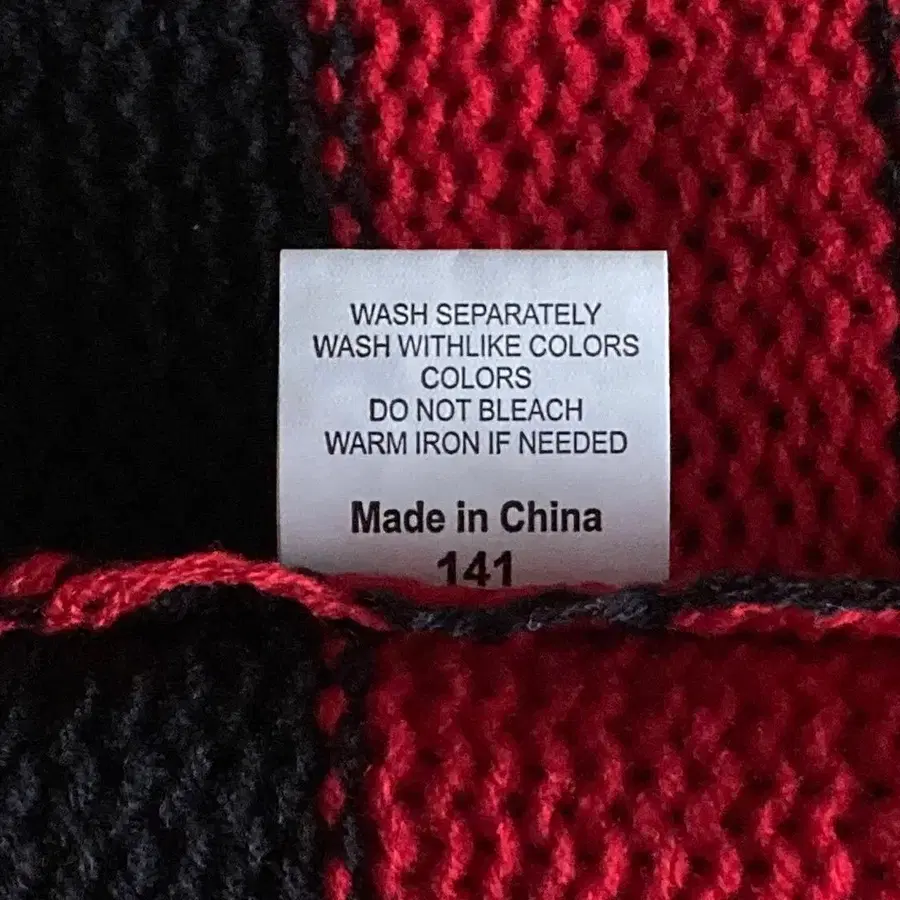 WASH SEPARATELY
WASH WITHLIKE COLORS
COLORS
DO NOT BLEACH
WARM IRON IF NEEDED
Made in China
141